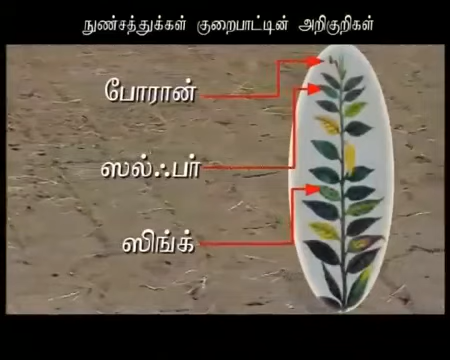 நுண்சத்துக்கள் குறைபாட்டின் அறிகுறிகள்
போரான்
ஸல்ஃபர்
ஸிங்க்